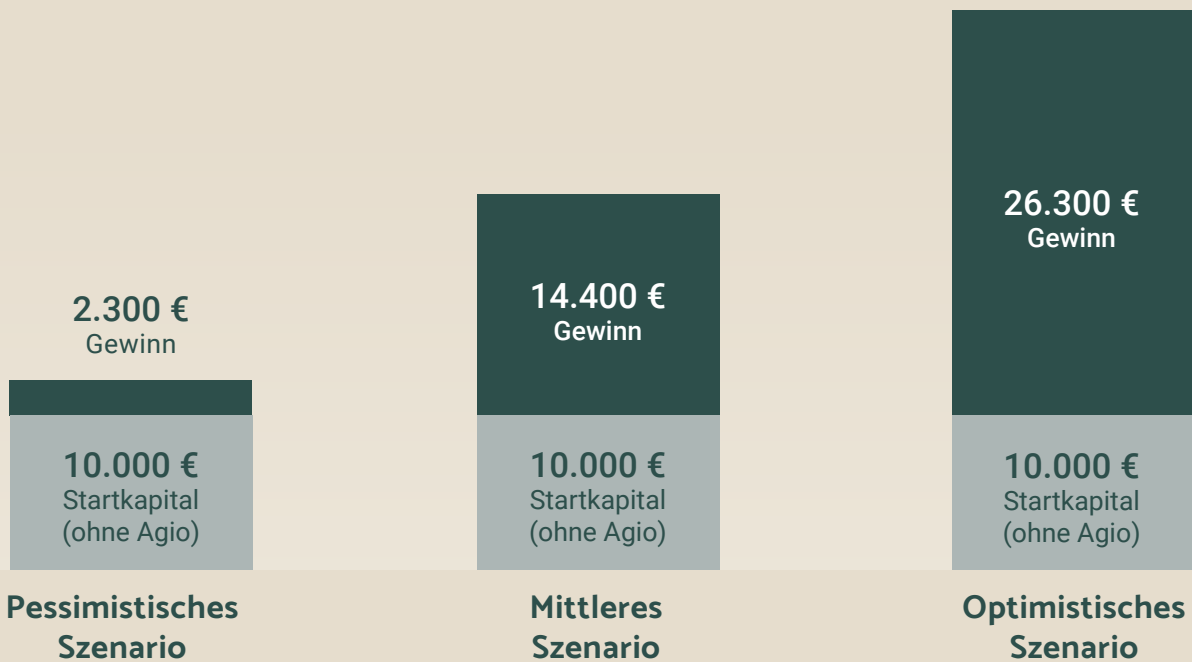 2.300 €
Gewinn
10.000 €
Startkapital
(ohne Agio)
Pessimistisches
Szenario
14.400 €
Gewinn
10.000 €
Startkapital
(ohne Agio)
Mittleres
Szenario
26.300 €
Gewinn
10.000 €
Startkapital
(ohne Agio)
Optimistisches
Szenario